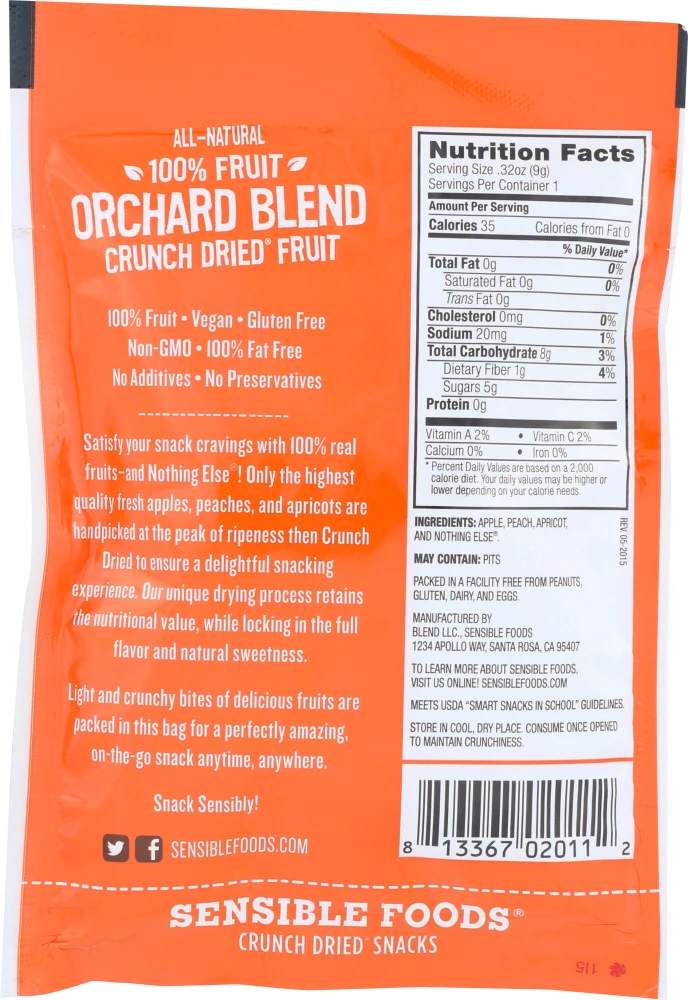 ALL-NATURAL
100% FRUIT
ORCHARD BLEND
CRUNCH DRIED® FRUIT
100% Fruit • Vegan • Gluten Free
Non-GMO • 100% Fat Free
No Additives • No Preservatives
Satisfy your snack cravings with 100% real
fruits-and Nothing Else®! Only the highest
quality fresh apples, peaches, and apricots are
handpicked at the peak of ripeness then Crunch
Dried to ensure a delightful snacking
experience. Our unique drying process retains
the nutritional value, while locking in the full
flavor and natural sweetness.
Light and crunchy bites of delicious fruits are
packed in this bag for a perfectly amazing,
on-the-go snack anytime, anywhere.
Snack Sensibly!
SENSIBLEFOODS.COM
Nutrition Facts
Serving Size .32oz (9g)
Servings Per Container 1
Amount Per Serving
Calories 35 Calories from Fat 0
% Daily Value*
Total Fat 0g 0%
Saturated Fat 0g 0%
Trans Fat 0g
Cholesterol 0mg 0%
Sodium 20mg 1%
Total Carbohydrate 8g 3%
Dietary Fiber 1g 4%
Sugars 5g
Protein 0g
Vitamin A 2% • Vitamin C 2%
Calcium 0% • Iron 0%
* Percent Daily Values are based on a 2,000
calorie diet. Your daily values may be higher or
lower depending on your calorie needs.
INGREDIENTS: APPLE, PEACH, APRICOT,
AND NOTHING ELSE®.
REV. 05-2015
MAY CONTAIN: PITS
PACKED IN A FACILITY FREE FROM PEANUTS,
GLUTEN, DAIRY, AND EGGS.
MANUFACTURED BY
BLEND LLC., SENSIBLE FOODS
1234 APOLLO WAY, SANTA ROSA, CA 95407
TO LEARN MORE ABOUT SENSIBLE FOODS,
VISIT US ONLINE! SENSIBLEFOODS.COM
MEETS USDA "SMART SNACKS IN SCHOOL" GUIDELINES.
STORE IN COOL, DRY PLACE. CONSUME ONCE OPENED
TO MAINTAIN CRUNCHINESS.
8 13367 02011 2
SENSIBLE FOODS®
CRUNCH DRIED® SNACKS